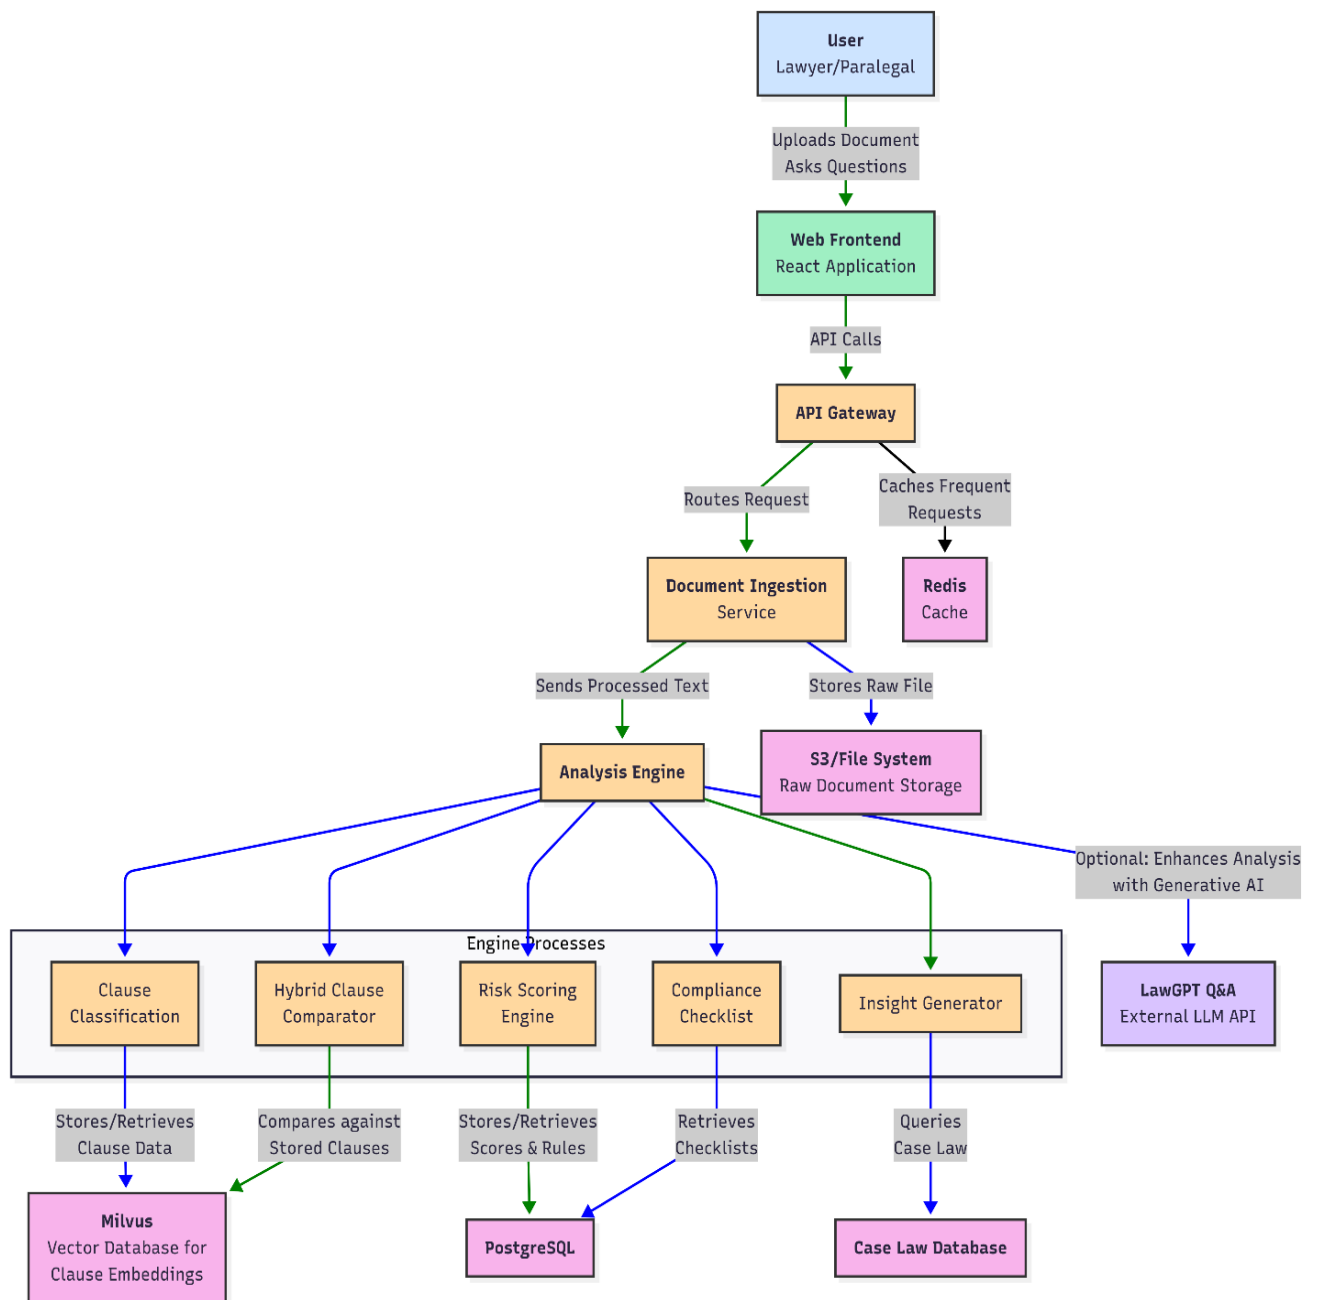 User
Lawyer/Paralegal
Uploads Document
Asks Questions
Web Frontend
React Application
API Calls
API Gateway
Routes Request
Caches Frequent
Requests
Document Ingestion
Service
Redis
Cache
Sends Processed Text
Stores Raw File
Analysis Engine
S3/File System
Raw Document Storage
Optional: Enhances Analysis
with Generative AI
Engine Processes
Clause
Classification
Hybrid Clause
Comparator
Risk Scoring
Engine
Compliance
Checklist
Insight Generator
LawGPT Q&A
External LLM API
Stores/Retrieves
Clause Data
Compares against
Stored Clauses
Stores/Retrieves
Scores & Rules
Retrieves
Checklists
Queries
Case Law
Milvus
Vector Database for
Clause Embeddings
PostgreSQL
Case Law Database